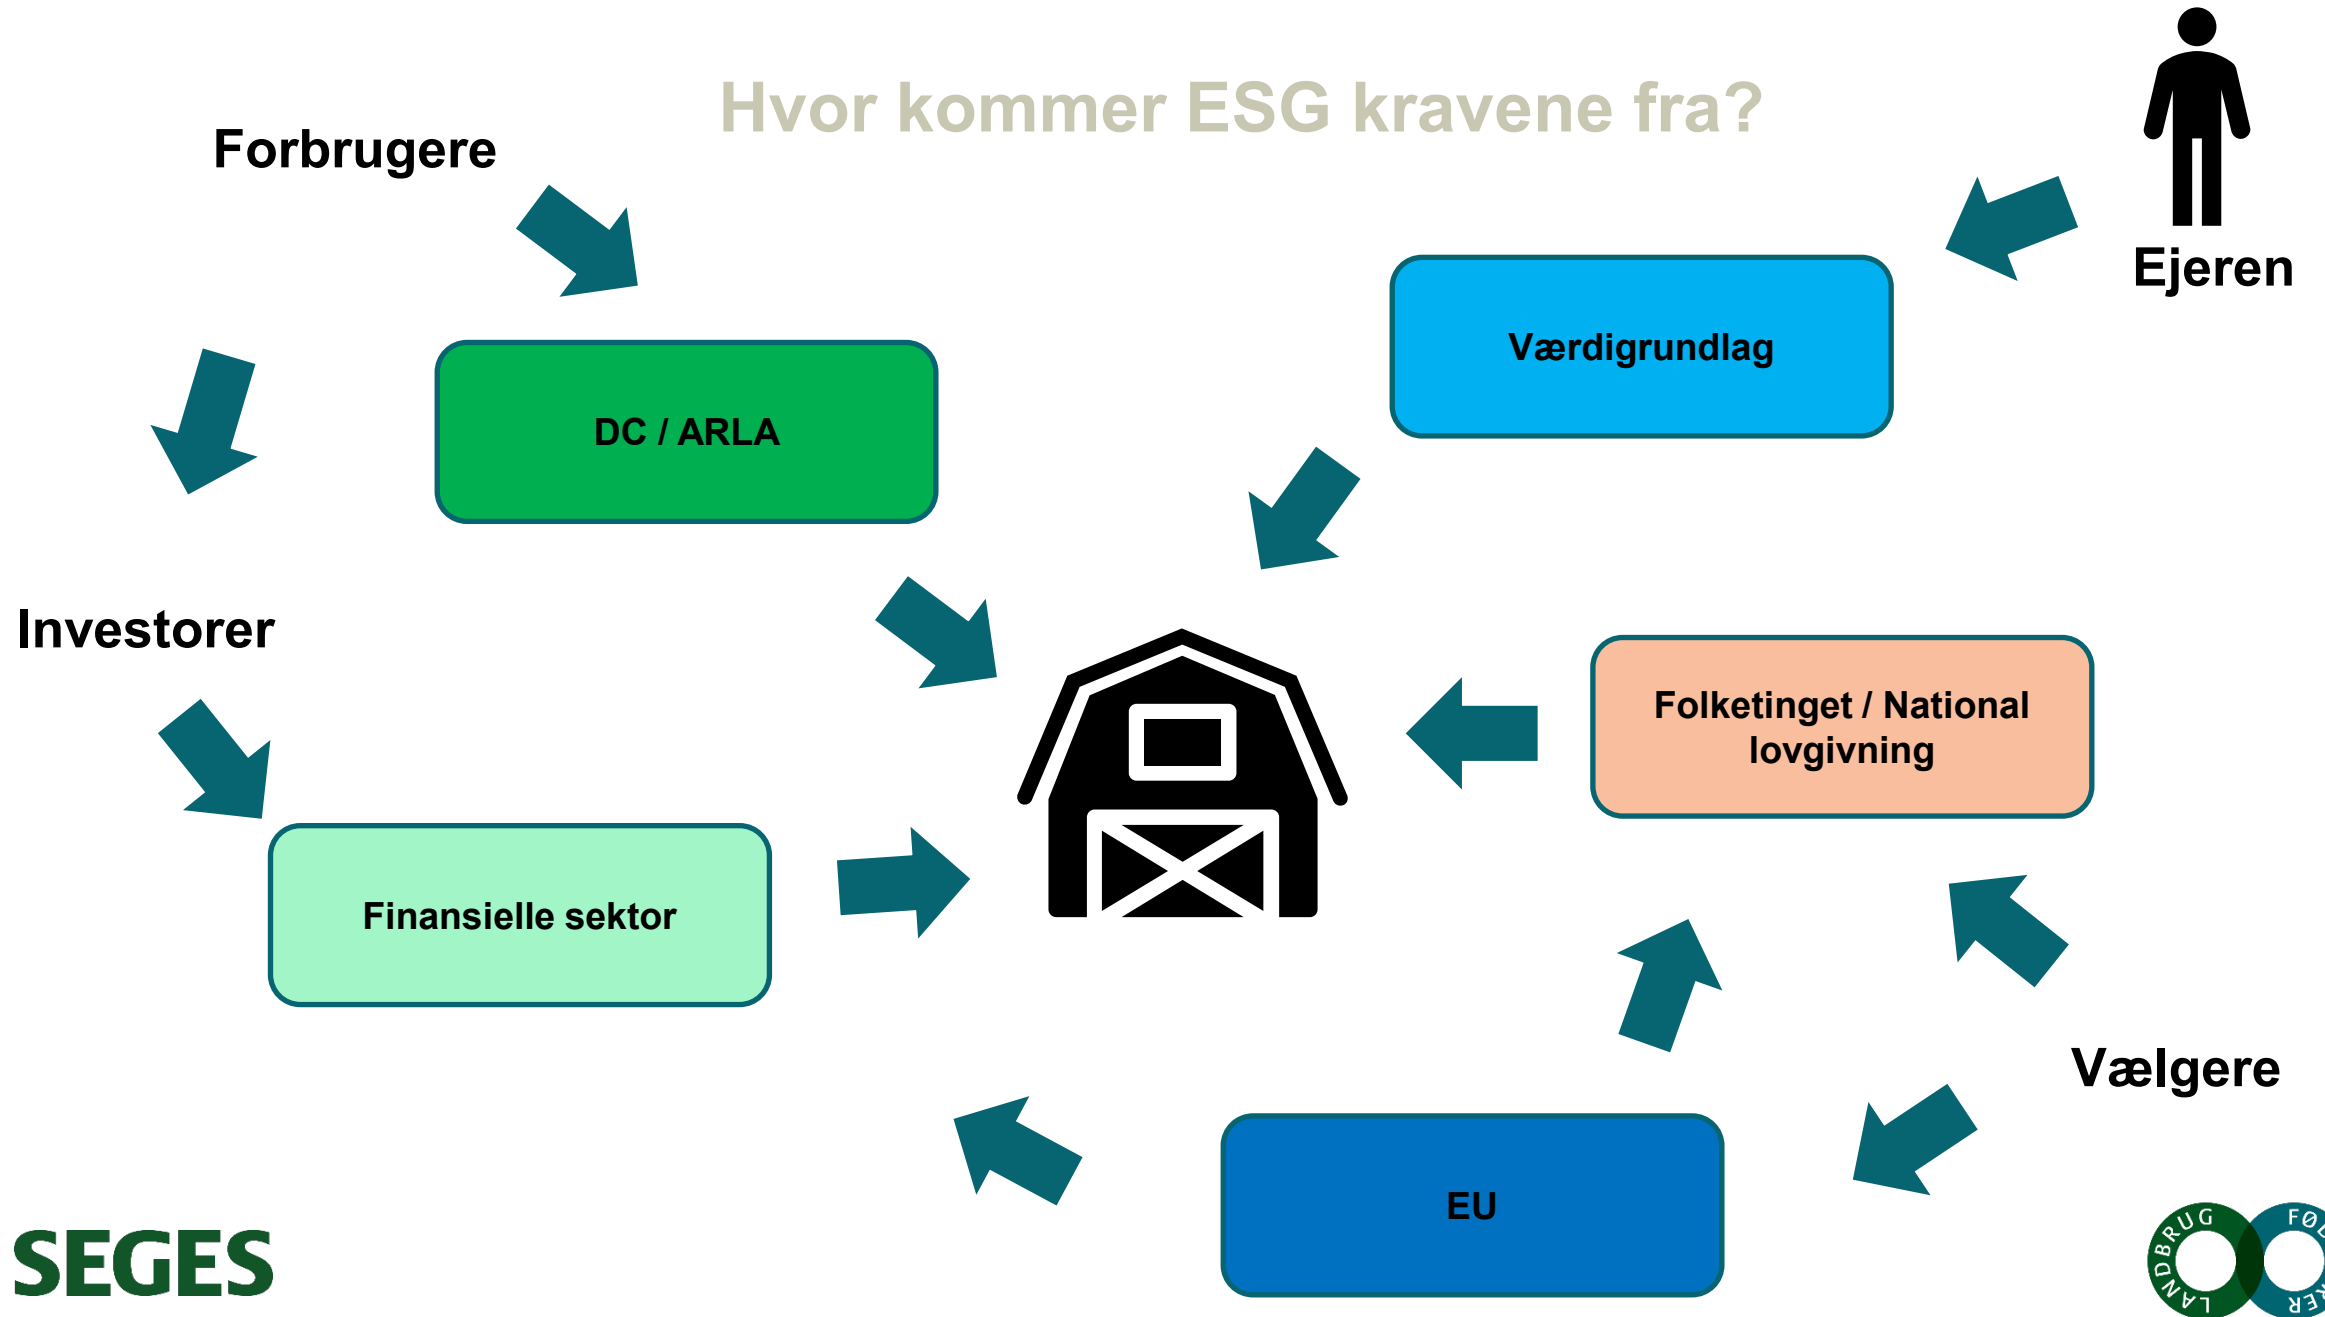 Hvor kommer ESG kravene fra?
Forbrugere
Ejeren
Værdigrundlag
DC / ARLA
Investorer
Folketinget / National
lovgivning
Finansielle sektor
Vælgere
EU
SEGES
LANDBRUG